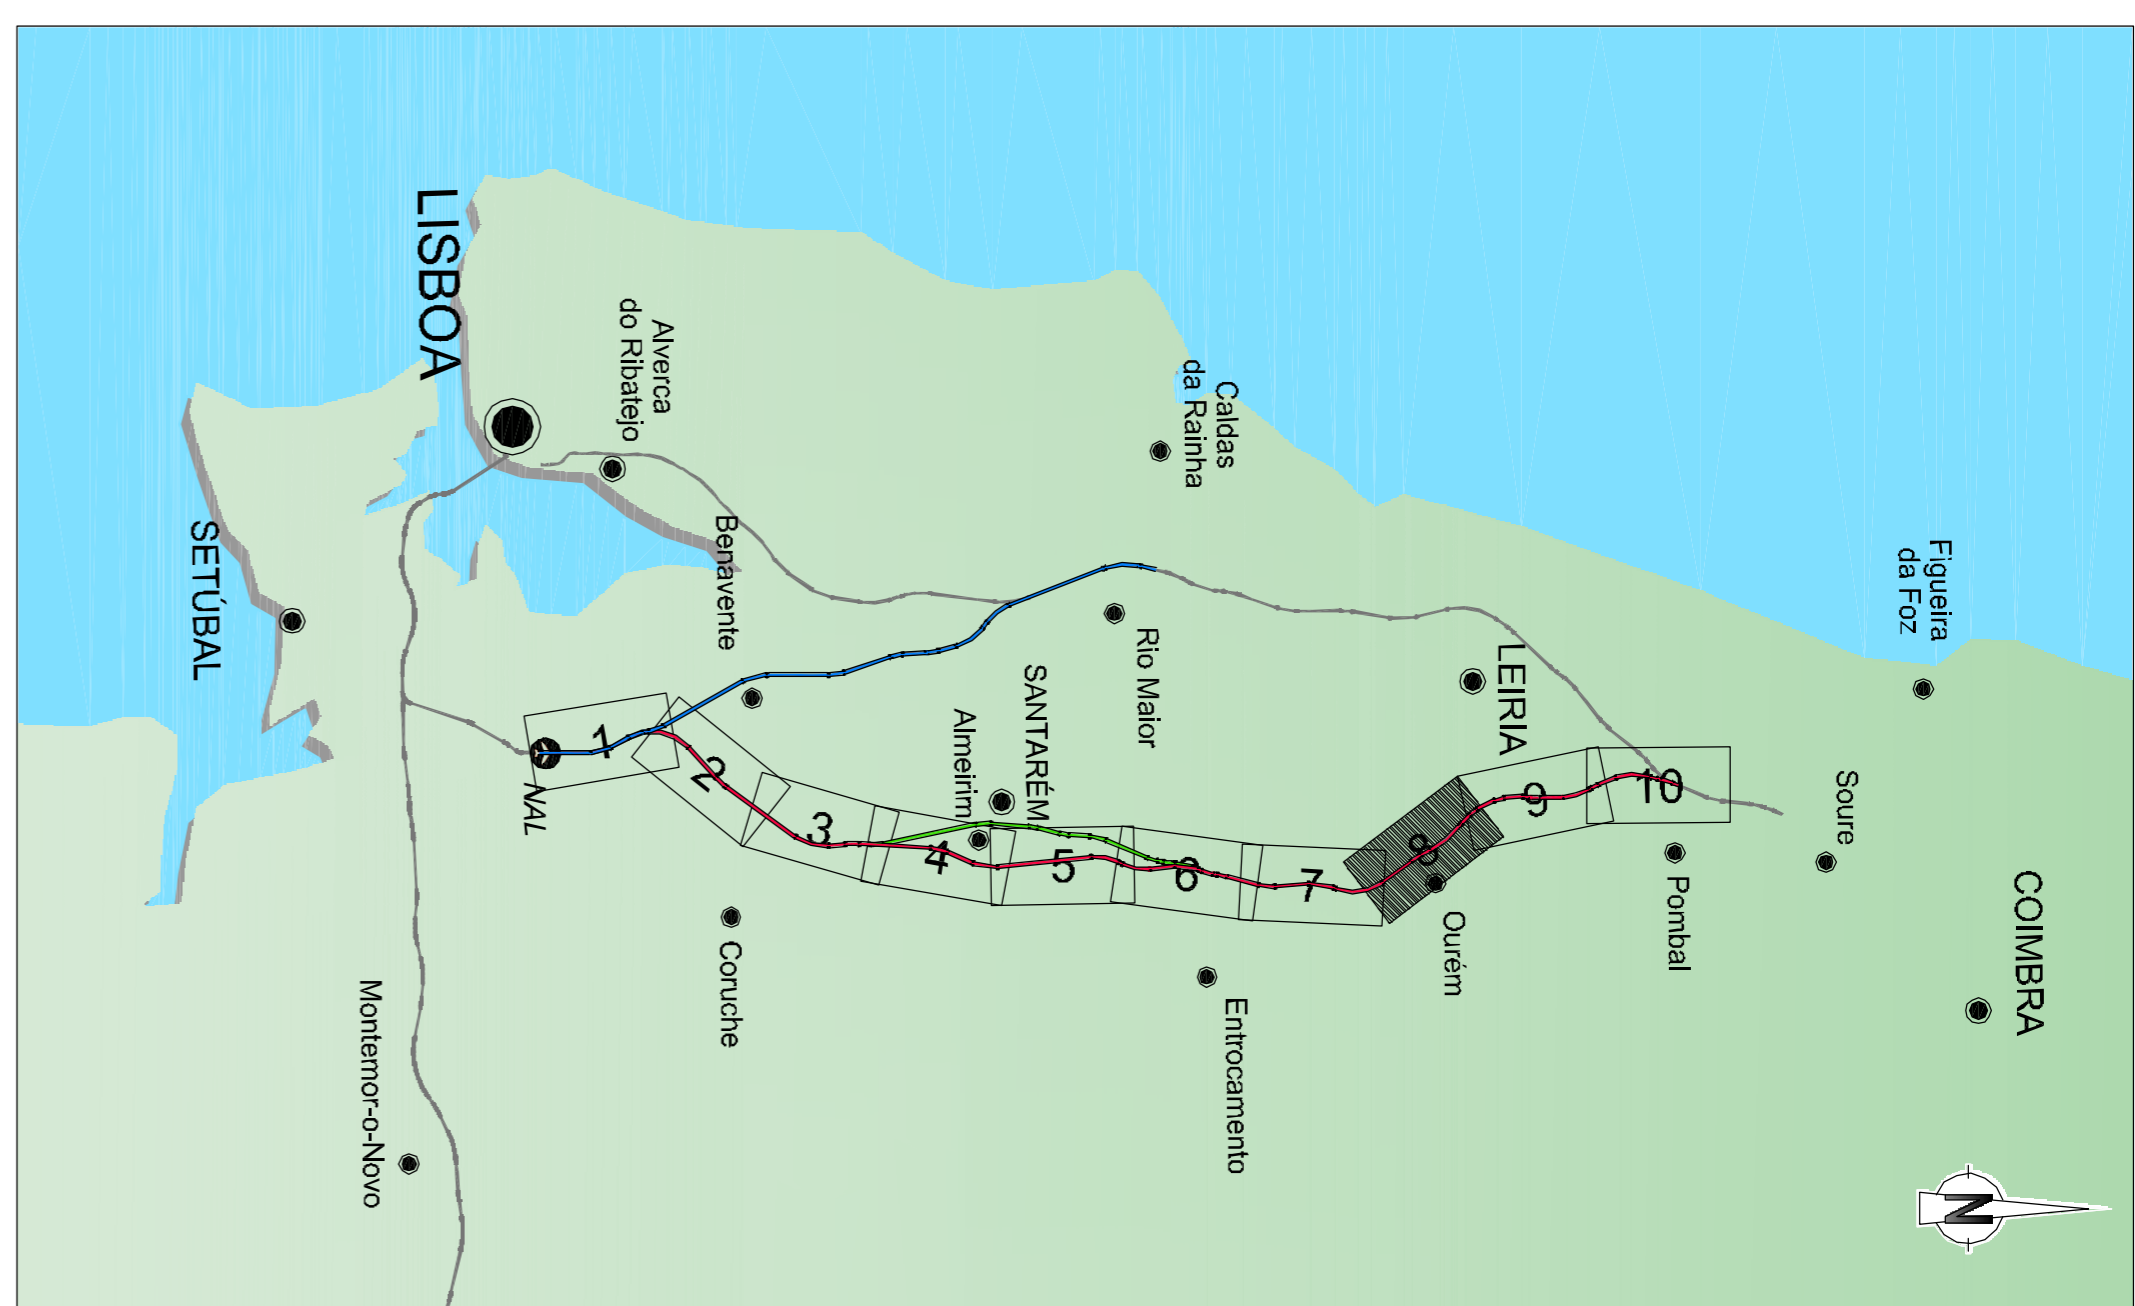 COIMBRA
Figueira
da Foz
Soure
Pombal
LEIRIA
Ourém
10
9
8
7
6
5
4
3
2
1
Caldas
da Rainha
Rio Maior
Entrocamento
SANTARÉM
Almeirim
Benavente
Coruche
Alverca
do Ribatejo
LISBOA
NAL
Montemor-o-Novo
SETÚBAL
N